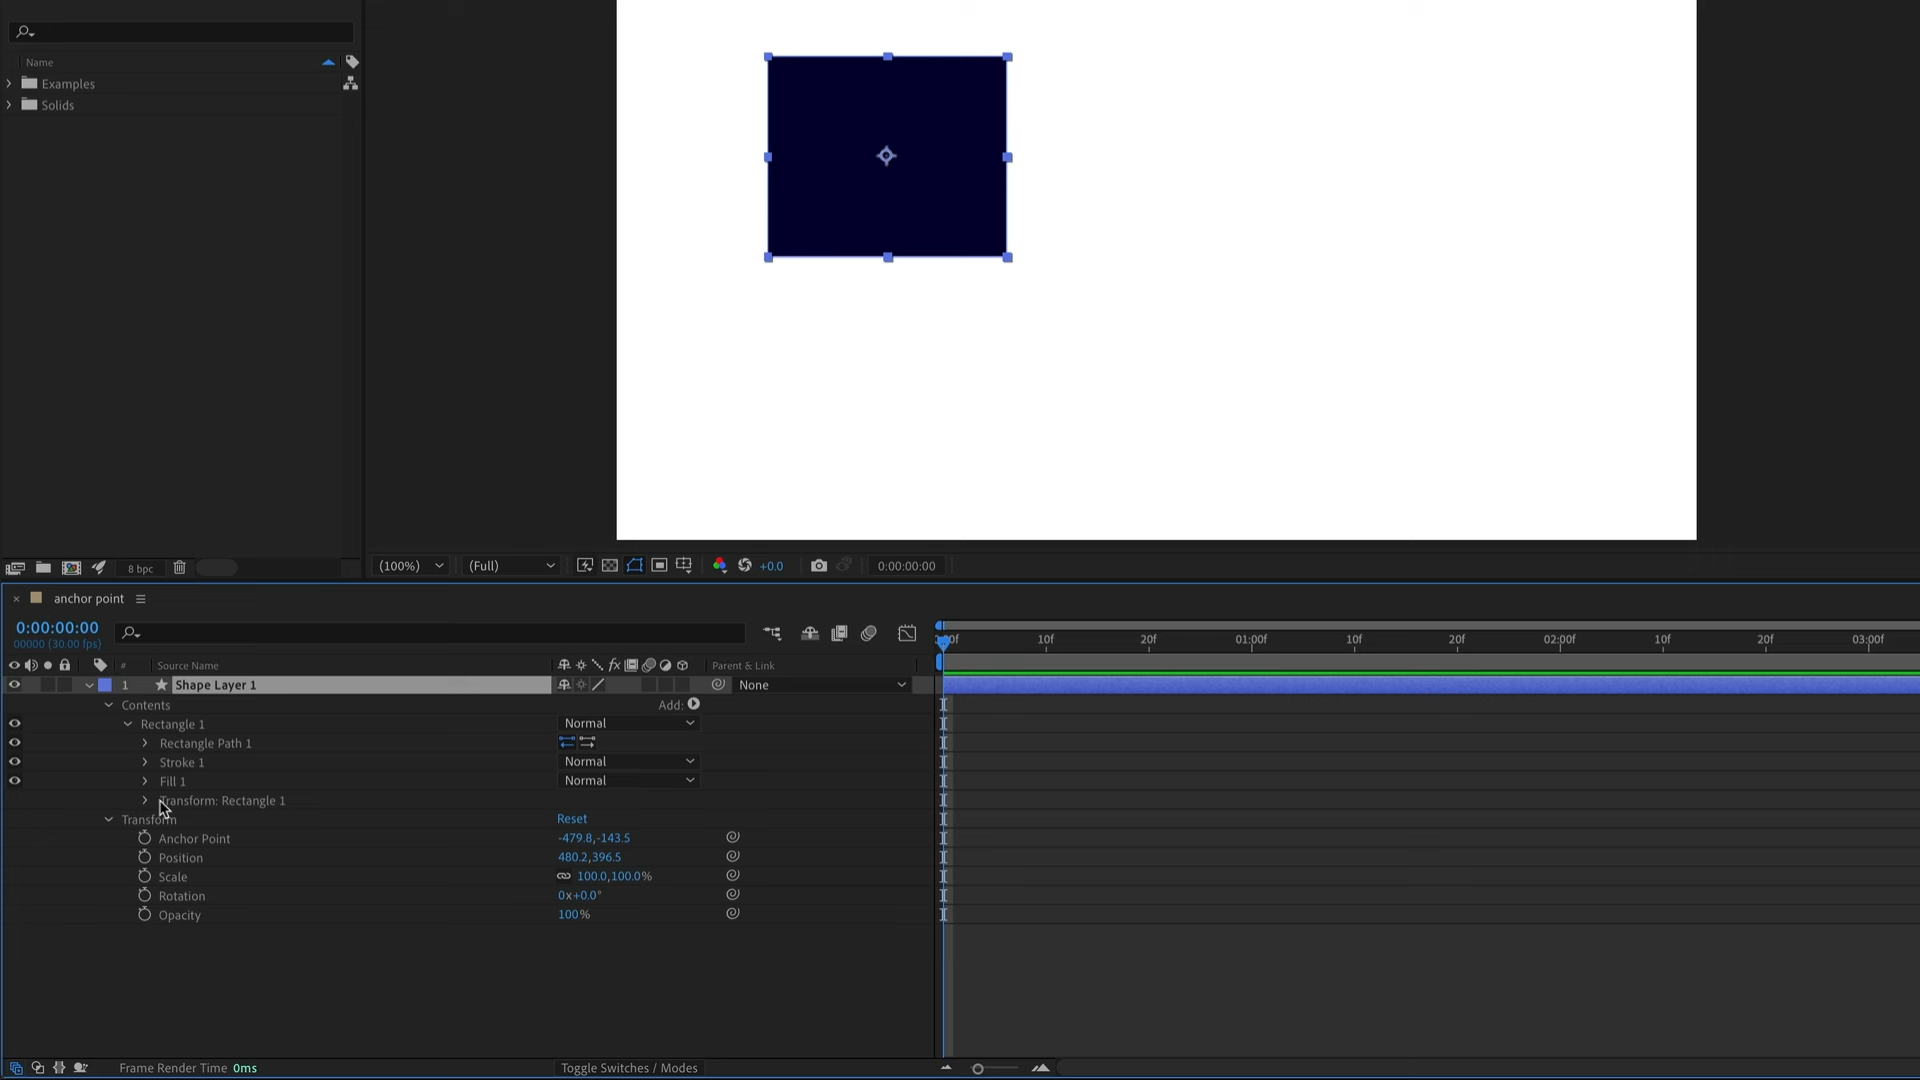 Name
Examples
Solids
8 bpc
(100%)
(Full)
+0.0
0:00:00:00
anchor point
0:00:00:00
00000 (30.00 fps)
:00f
10f
20f
01:00f
10f
20f
02:00f
10f
20f
03:00f
#
Source Name
fx
Parent & Link
1
Shape Layer 1
None
Contents
Add:
Rectangle 1
Normal
Rectangle Path 1
Stroke 1
Normal
Fill 1
Normal
Transform: Rectangle 1
Transform
Reset
Anchor Point
-479.8,-143.5
Position
480.2,396.5
Scale
100.0,100.0%
Rotation
0x+0.0°
Opacity
100%
Frame Render Time 0ms
Toggle Switches / Modes